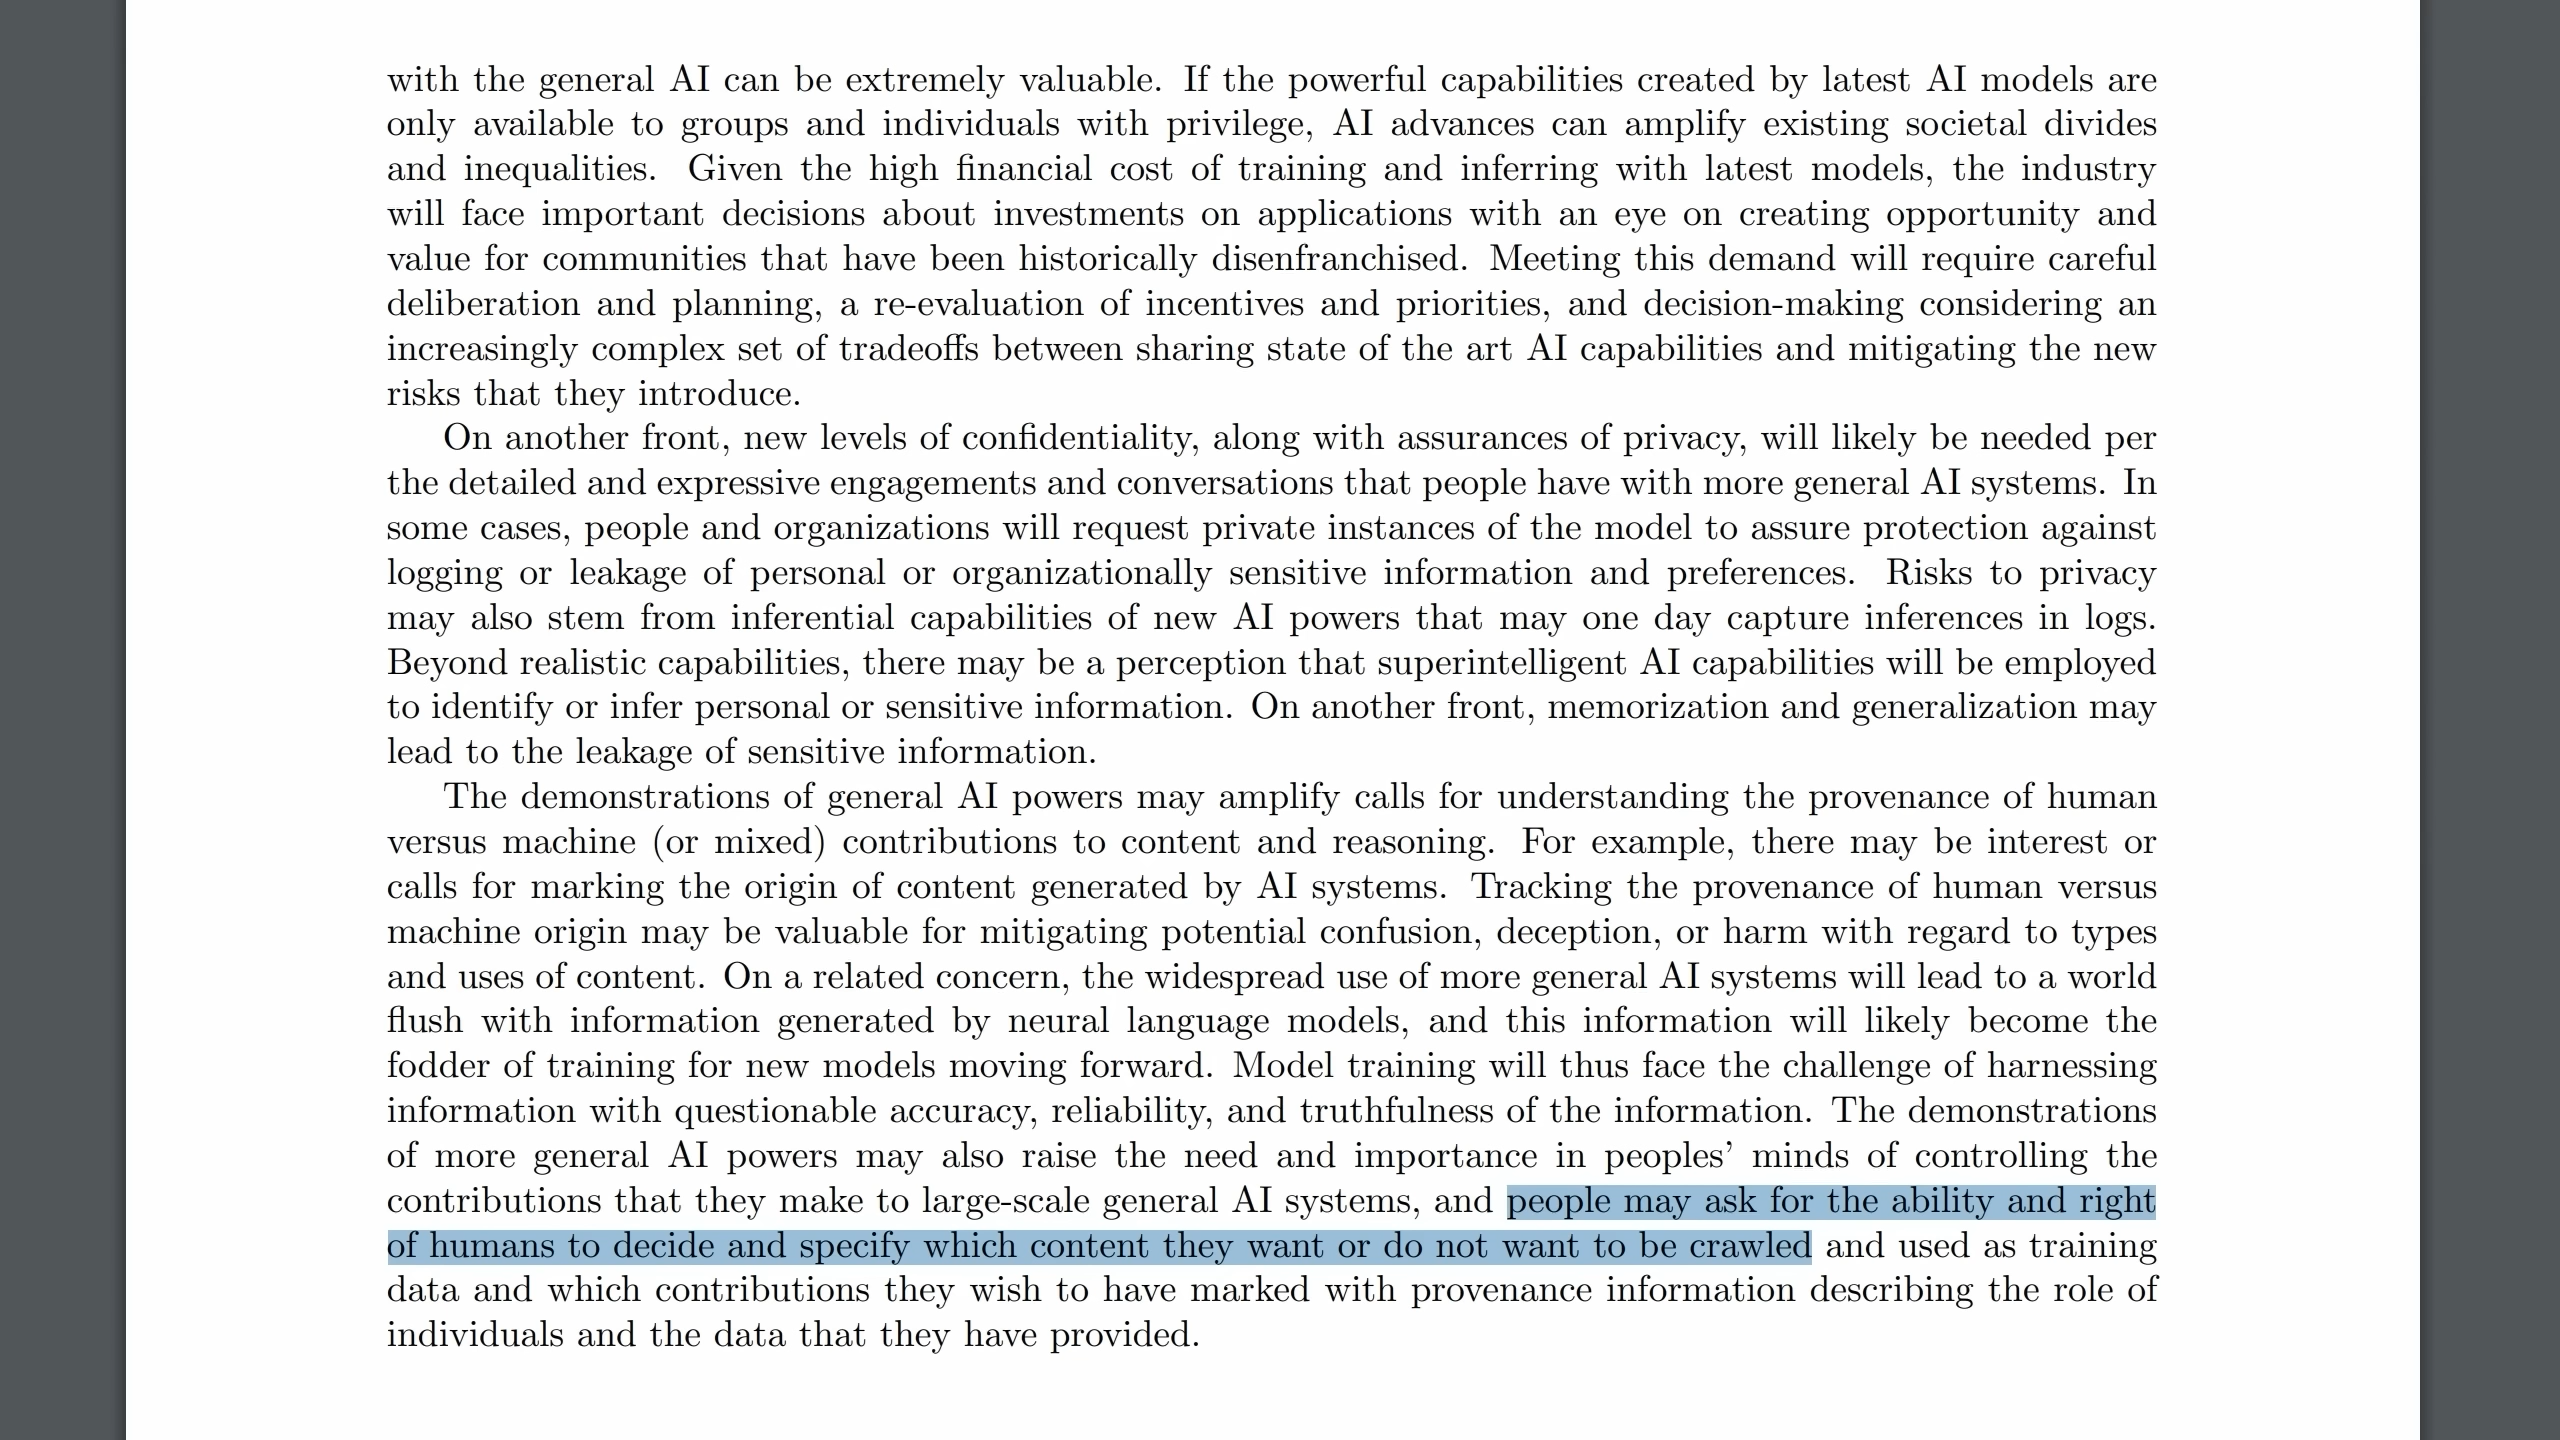 with the general AI can be extremely valuable. If the powerful capabilities created by latest AI models are
only available to groups and individuals with privilege, AI advances can amplify existing societal divides
and inequalities. Given the high financial cost of training and inferring with latest models, the industry
will face important decisions about investments on applications with an eye on creating opportunity and
value for communities that have been historically disenfranchised. Meeting this demand will require careful
deliberation and planning, a re-evaluation of incentives and priorities, and decision-making considering an
increasingly complex set of tradeoffs between sharing state of the art AI capabilities and mitigating the new
risks that they introduce.
On another front, new levels of confidentiality, along with assurances of privacy, will likely be needed per
the detailed and expressive engagements and conversations that people have with more general AI systems. In
some cases, people and organizations will request private instances of the model to assure protection against
logging or leakage of personal or organizationally sensitive information and preferences. Risks to privacy
may also stem from inferential capabilities of new AI powers that may one day capture inferences in logs.
Beyond realistic capabilities, there may be a perception that superintelligent AI capabilities will be employed
to identify or infer personal or sensitive information. On another front, memorization and generalization may
lead to the leakage of sensitive information.
The demonstrations of general AI powers may amplify calls for understanding the provenance of human
versus machine (or mixed) contributions to content and reasoning. For example, there may be interest or
calls for marking the origin of content generated by AI systems. Tracking the provenance of human versus
machine origin may be valuable for mitigating potential confusion, deception, or harm with regard to types
and uses of content. On a related concern, the widespread use of more general AI systems will lead to a world
flush with information generated by neural language models, and this information will likely become the
fodder of training for new models moving forward. Model training will thus face the challenge of harnessing
information with questionable accuracy, reliability, and truthfulness of the information. The demonstrations
of more general AI powers may also raise the need and importance in peoples’ minds of controlling the
contributions that they make to large-scale general AI systems, and people may ask for the ability and right
of humans to decide and specify which content they want or do not want to be crawled and used as training
data and which contributions they wish to have marked with provenance information describing the role of
individuals and the data that they have provided.